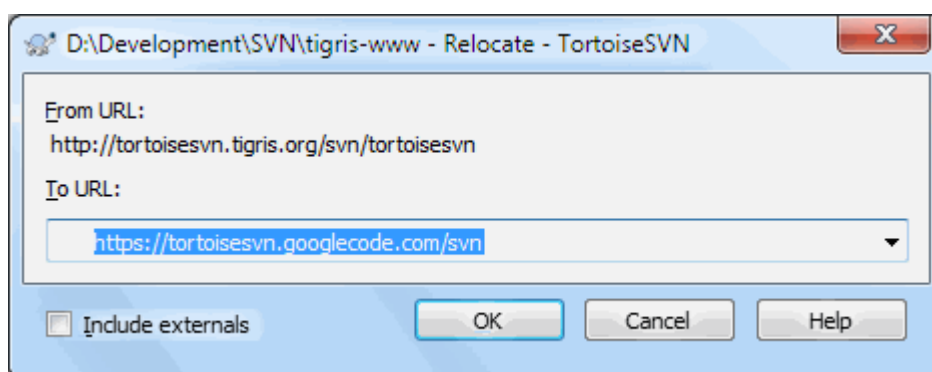 D:\Development\SVN\tigris-www - Relocate - TortoiseSVN
From URL:
http://tortoisesvn.tigris.org/svn/tortoisesvn
To URL:
https://tortoisesvn.googlecode.com/svn
Include externals
OK
Cancel
Help